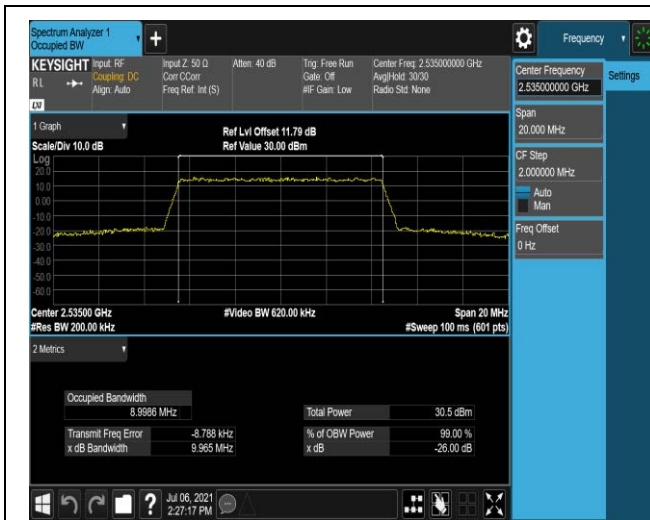 Spectrum Analyzer 1
Occupied BW
Frequency
KEYSIGHT Input: RF Input Z: 50 Ω Atten: 40 dB Trig: Free Run Center Freq: 2.535000000 GHz
RL Coupling: DC Corr CCorr Gate: Off Avg|Hold: 30/30
Align: Auto Freq Ref: Int (S) #IF Gain: Low Radio Std: None
LXI
Center Frequency
2.535000000 GHz
Settings
Span
20.000 MHz
CF Step
2.000000 MHz
Auto
Man
Freq Offset
0 Hz
1 Graph
Ref Lvl Offset 11.79 dB
Scale/Div 10.0 dB Ref Value 30.00 dBm
Log
20.0
10.0
0.00
-10.0
-20.0
-30.0
-40.0
-50.0
-60.0
Center 2.53500 GHz #Video BW 620.00 kHz Span 20 MHz
#Res BW 200.00 kHz #Sweep 100 ms (601 pts)
2 Metrics
Occupied Bandwidth
8.9986 MHz Total Power 30.5 dBm
Transmit Freq Error -8.788 kHz % of OBW Power 99.00 %
x dB Bandwidth 9.965 MHz x dB -26.00 dB
Jul 06, 2021
2:27:17 PM